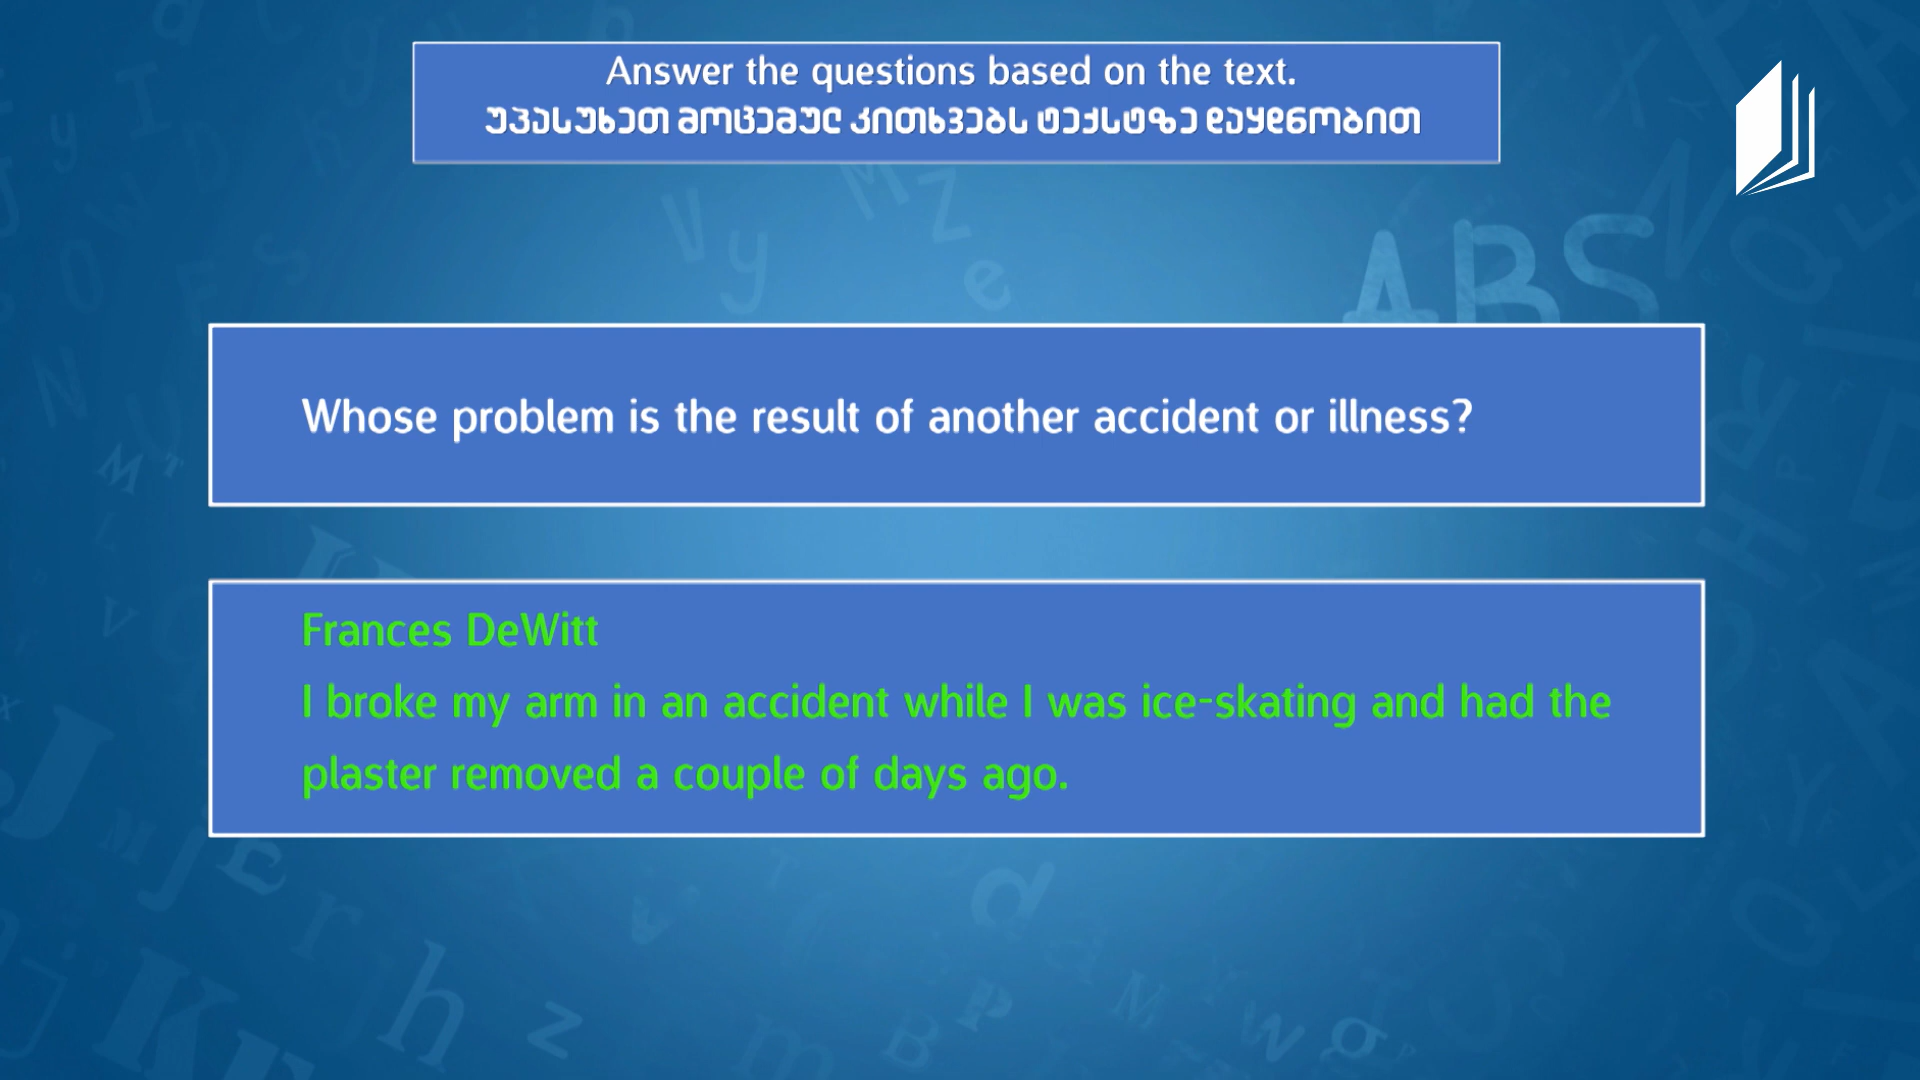 Answer the questions based on the text.
უპასუხეთ მოცემულ კითხვებს ტექსტზე დაყდნობით
Whose problem is the result of another accident or illness?
Frances DeWitt
I broke my arm in an accident while I was ice-skating and had the
plaster removed a couple of days ago.